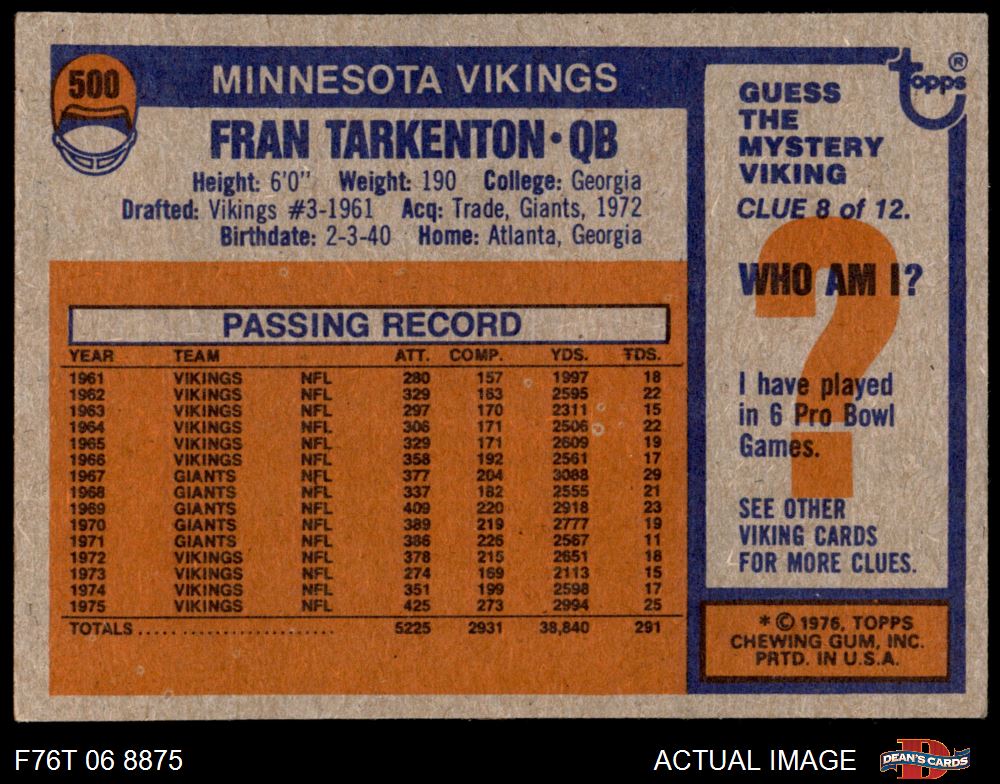 500
MINNESOTA VIKINGS
FRAN TARKENTON • QB
Height: 6'0" Weight: 190 College: Georgia
Drafted: Vikings #3-1961 Acq: Trade, Giants, 1972
Birthdate: 2-3-40 Home: Atlanta, Georgia
PASSING RECORD
YEAR TEAM ATT. COMP. YDS. TDS.
1961 VIKINGS NFL 280 157 1997 18
1962 VIKINGS NFL 329 163 2595 22
1963 VIKINGS NFL 297 170 2311 15
1964 VIKINGS NFL 306 171 2506 22
1965 VIKINGS NFL 329 171 2609 19
1966 VIKINGS NFL 358 192 2561 17
1967 GIANTS NFL 377 204 3088 29
1968 GIANTS NFL 337 182 2555 21
1969 GIANTS NFL 409 220 2918 23
1970 GIANTS NFL 389 219 2777 19
1971 GIANTS NFL 386 226 2567 11
1972 VIKINGS NFL 378 215 2651 18
1973 VIKINGS NFL 274 169 2113 15
1974 VIKINGS NFL 351 199 2598 17
1975 VIKINGS NFL 425 273 2994 25
TOTALS........................ 5225 2931 38,840 291
topps ®
GUESS
THE
MYSTERY
VIKING
CLUE 8 of 12.
WHO AM I?
?
I have played
in 6 Pro Bowl
Games.
SEE OTHER
VIKING CARDS
FOR MORE CLUES.
* © 1976, TOPPS
CHEWING GUM, INC.
PRTD. IN U.S.A.
F76T 06 8875
ACTUAL IMAGE
D
DEAN'S CARDS